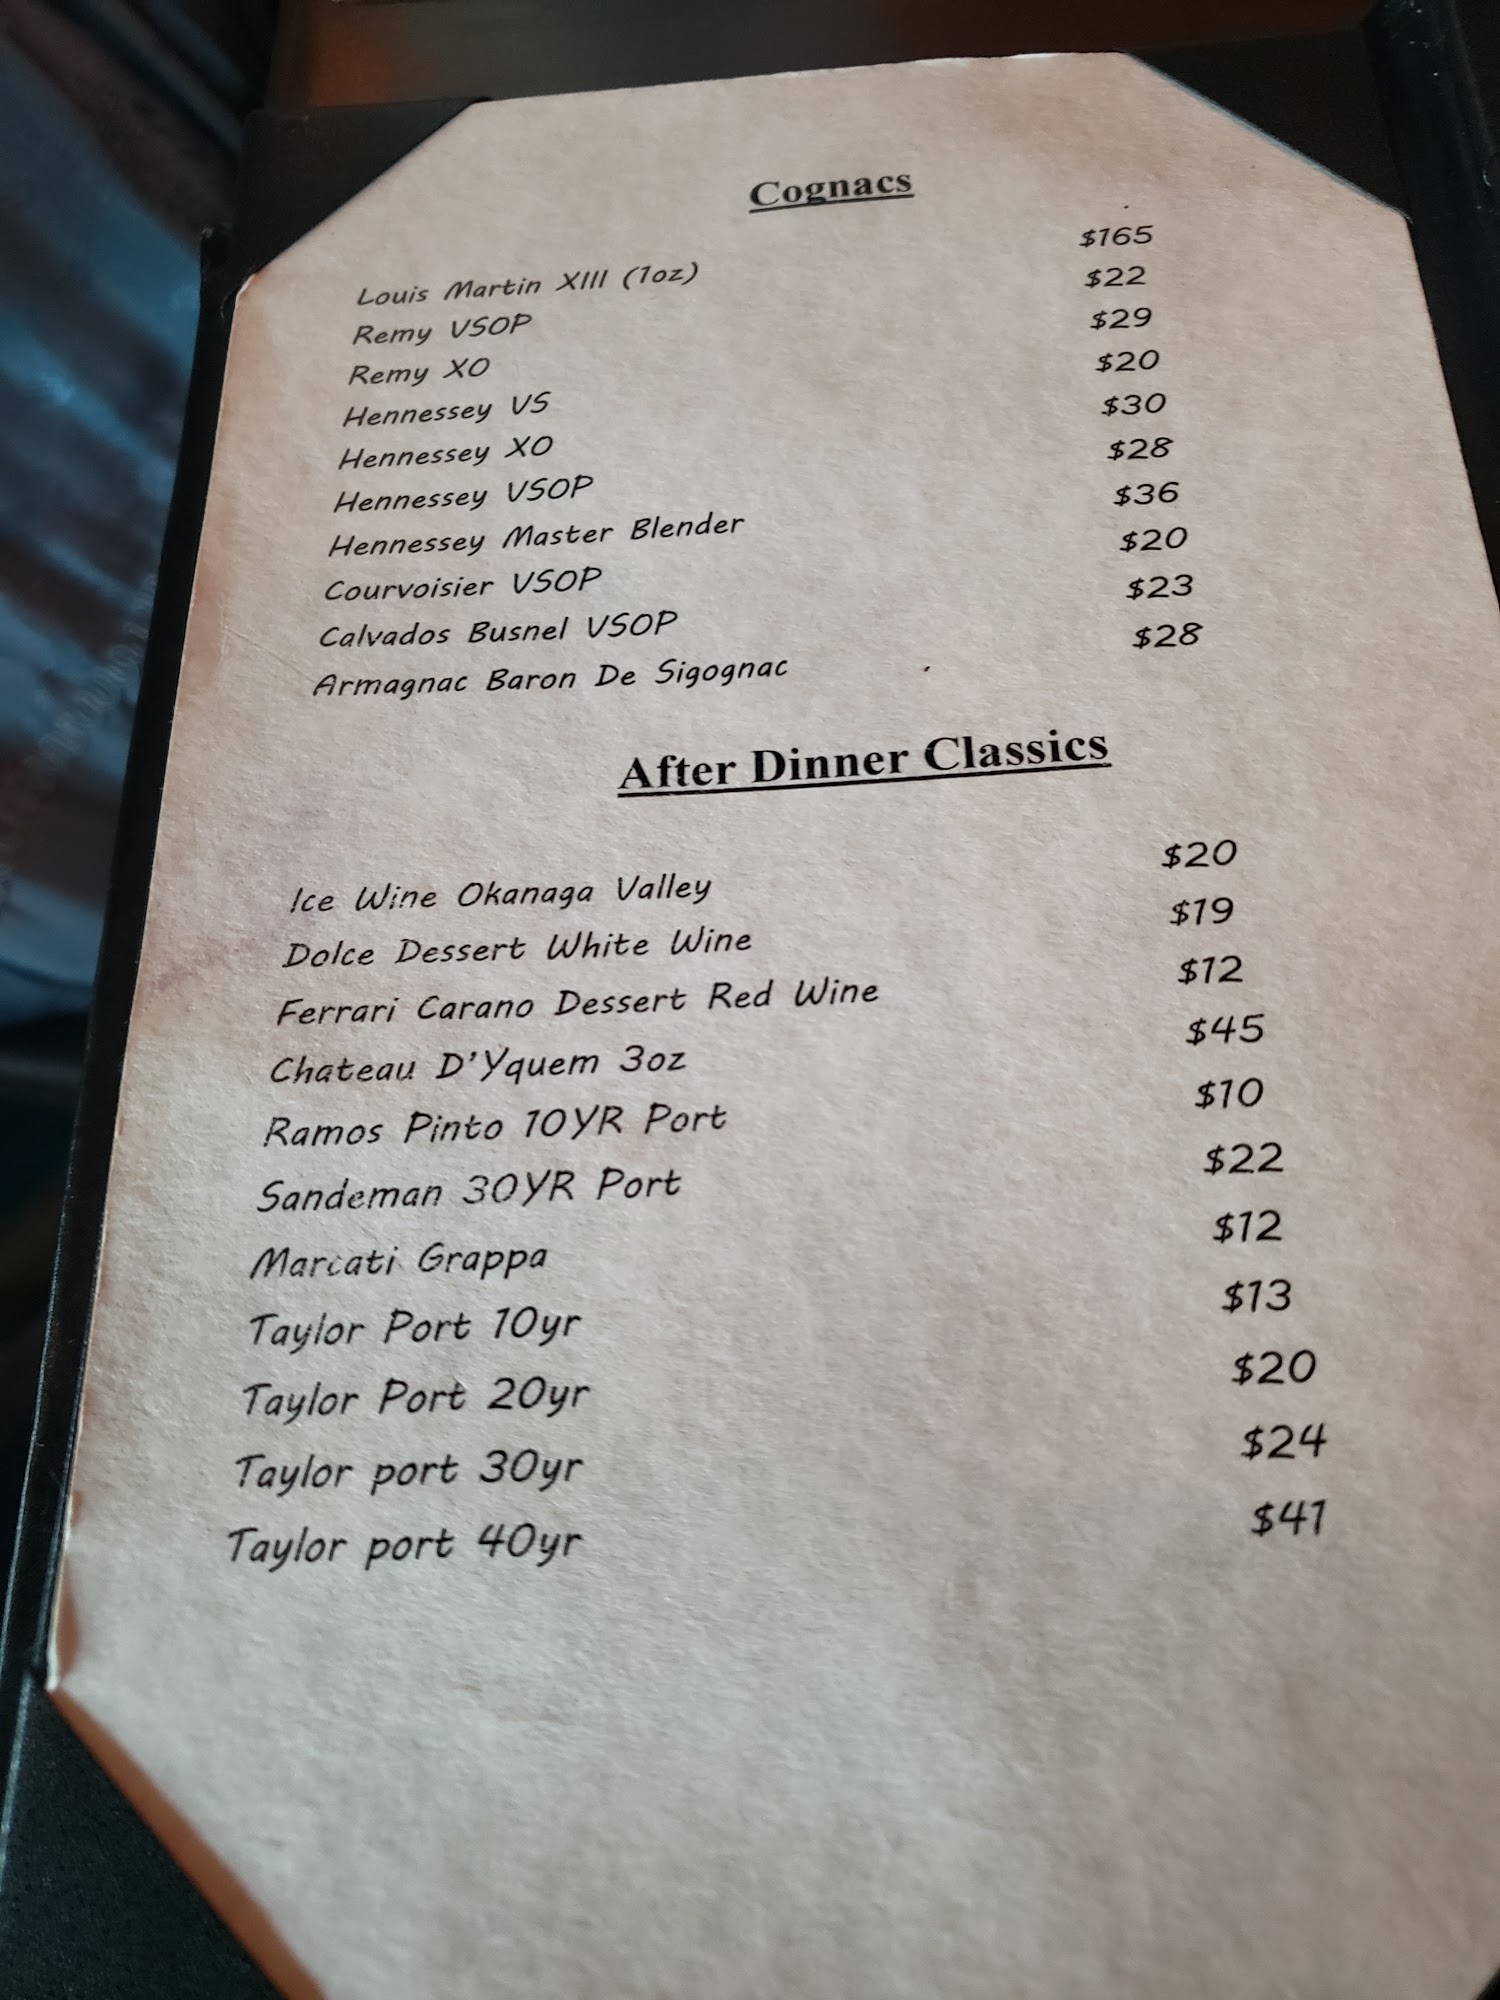 Cognacs
Louis Martin XIII (1oz) $165
Remy VSOP $22
Remy XO $29
Hennessey VS $20
Hennessey XO $30
Hennessey VSOP $28
Hennessey Master Blender $36
Courvoisier VSOP $20
Calvados Busnel VSOP $23
Armagnac Baron De Sigognac $28
After Dinner Classics
Ice Wine Okanaga Valley $20
Dolce Dessert White Wine $19
Ferrari Carano Dessert Red Wine $12
Chateau D'Yquem 3oz $45
Ramos Pinto 10YR Port $10
Sandeman 30YR Port $22
Marcati Grappa $12
Taylor Port 10yr $13
Taylor Port 20yr $20
Taylor port 30yr $24
Taylor port 40yr $41